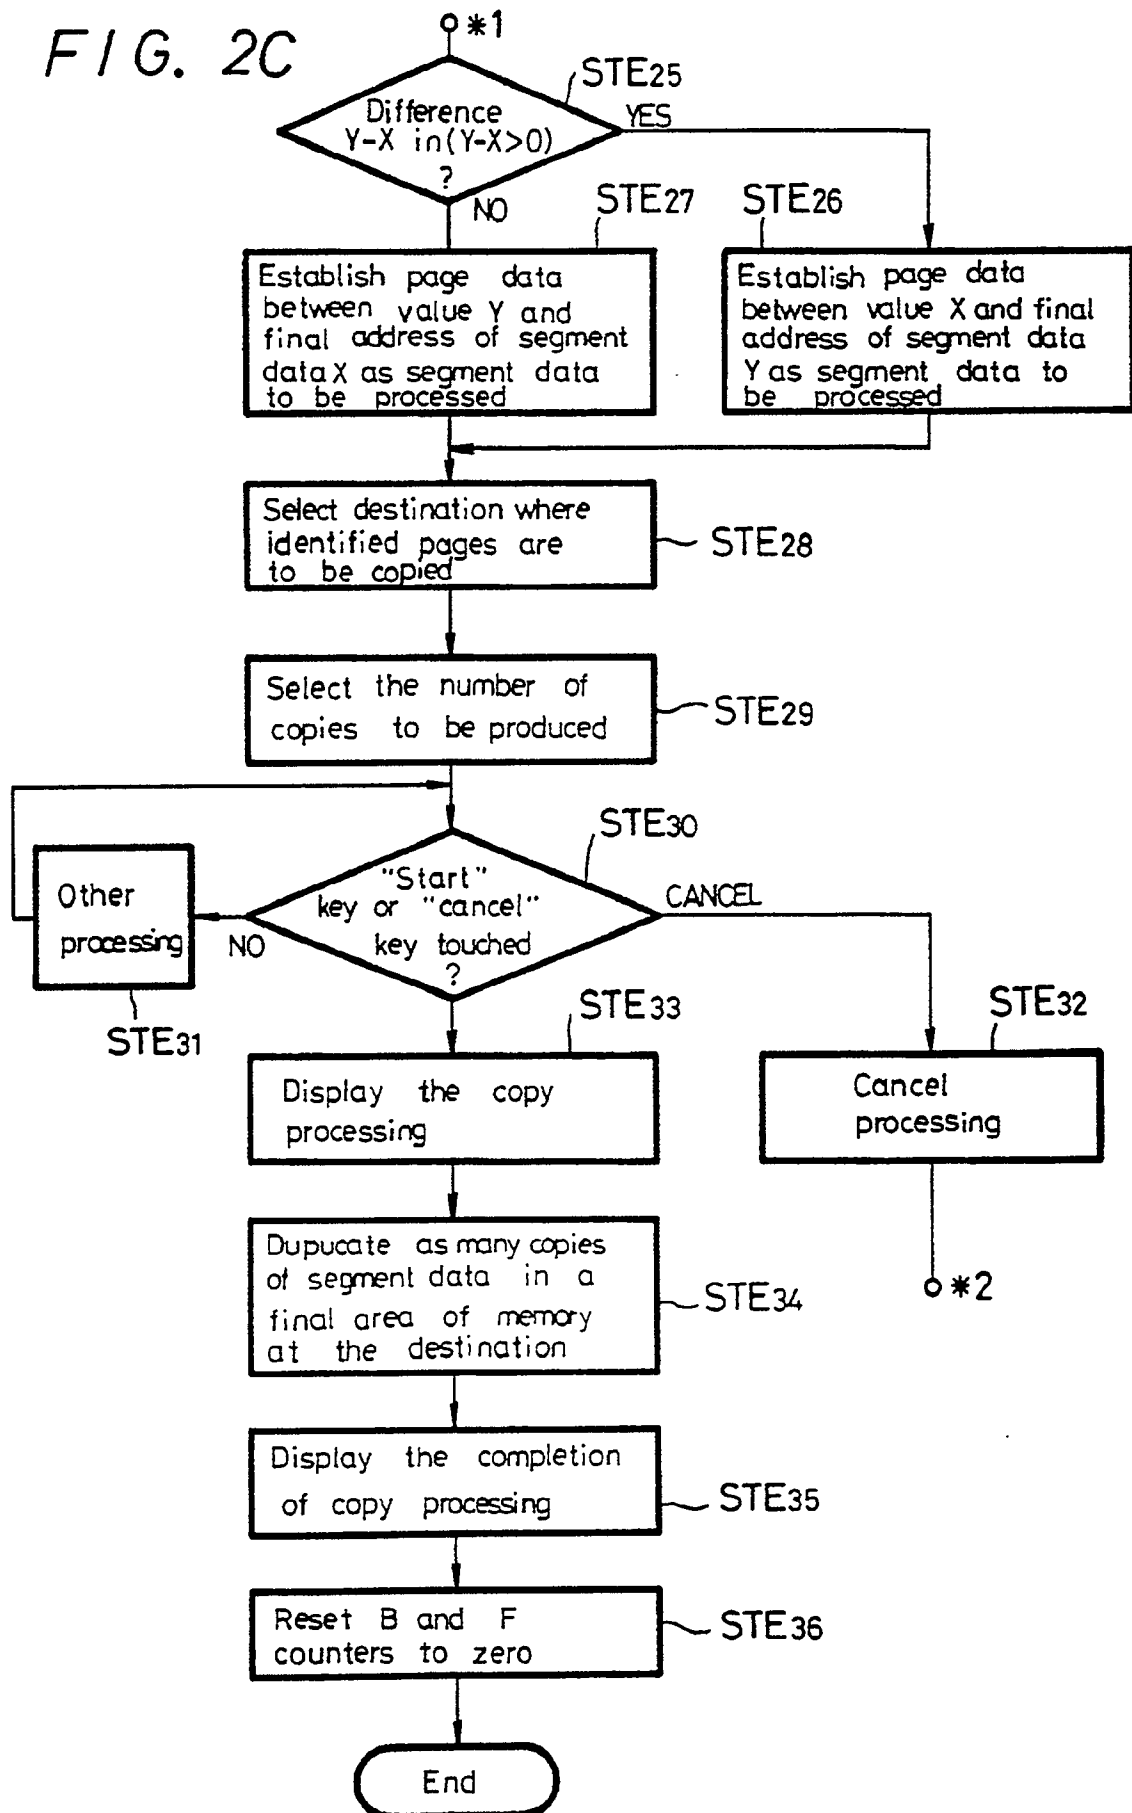 FIG. 2C
*1
STE25
Difference
Y-X in(Y-X>0)
?
YES
NO
STE27
STE26
Establish page data
between value Y and
final address of segment
data X as segment data
to be processed
Establish page data
between value X and final
address of segment data
Y as segment data to
be processed
Select destination where
identified pages are
to be copied
STE28
Select the number of
copies to be produced
STE29
STE30
"Start"
key or "cancel"
key touched
?
CANCEL
NO
Other
processing
STE31
STE33
STE32
Display the copy
processing
Cancel
processing
*2
Dupucate as many copies
of segment data in a
final area of memory
at the destination
STE34
Display the completion
of copy processing
STE35
Reset B and F
counters to zero
STE36
End